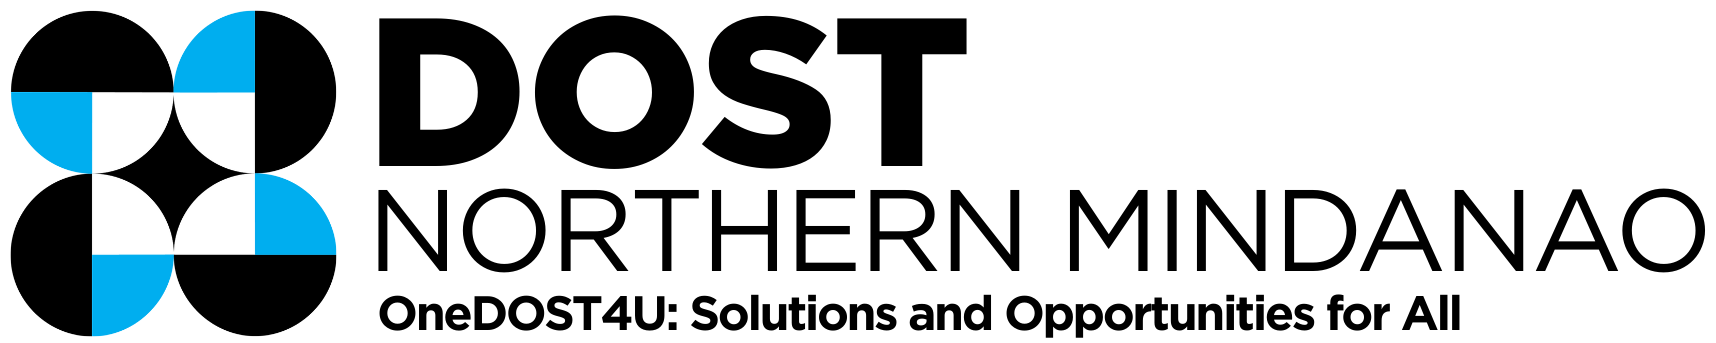 DOST
NORTHERN MINDANAO
OneDOST4U: Solutions and Opportunities for All